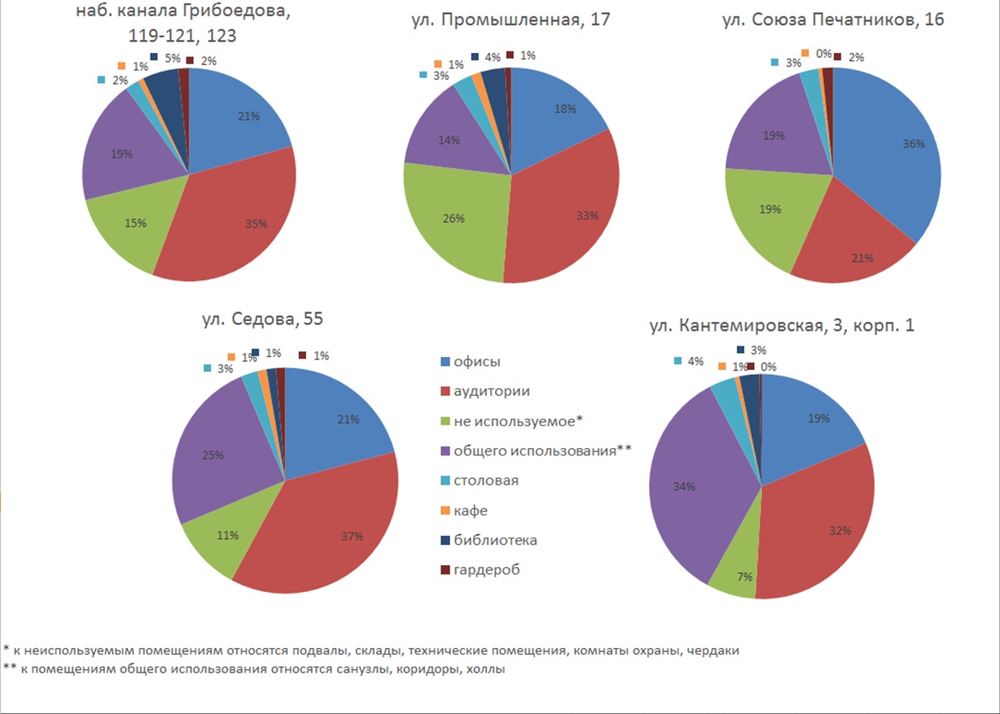 наб. канала Грибоедова,
119-121, 123
5%
2%
1%
2%
21%
19%
15%
35%
ул. Промышленная, 17
4%
1%
1%
3%
18%
14%
26%
33%
ул. Союза Печатников, 16
0%
2%
3%
36%
19%
19%
21%
ул. Седова, 55
1%
1%
1%
3%
21%
25%
11%
37%
офисы
аудитории
не используемое*
общего использования**
столовая
кафе
библиотека
гардероб
ул. Кантемировская, 3, корп. 1
3%
4%
1%
0%
19%
34%
32%
7%
* к неиспользуемым помещениям относятся подвалы, склады, технические помещения, комнаты охраны, чердаки
** к помещениям общего использования относятся санузлы, коридоры, холлы